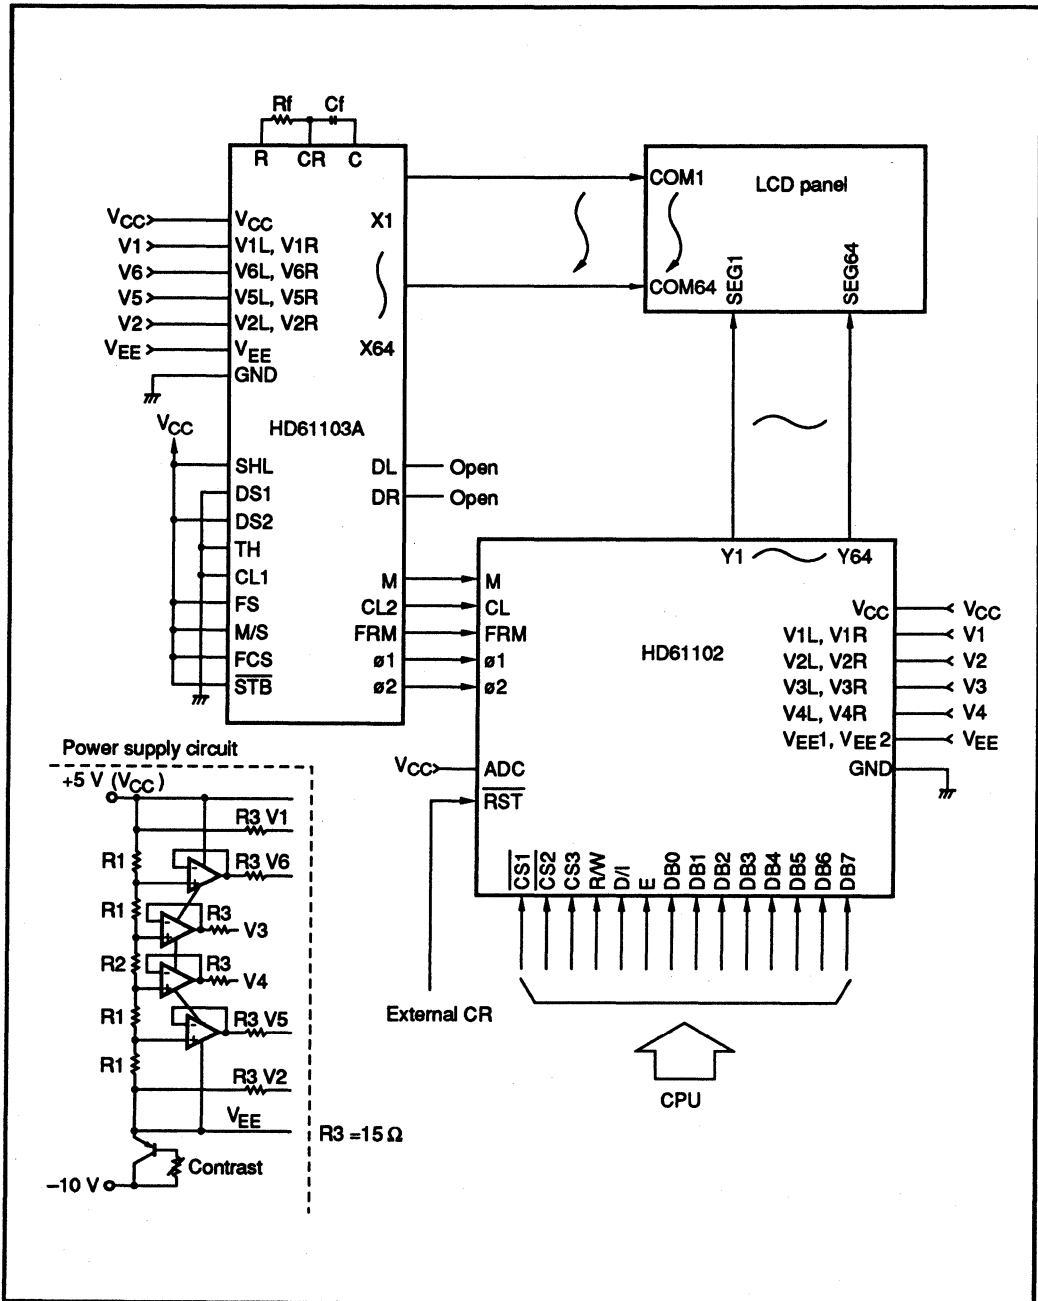 Rf Cf
R CR C
COM1
LCD panel
COM64
SEG1
SEG64
VCC
V1
V6
V5
V2
VEE
VCC
V1L, V1R
V6L, V6R
V5L, V5R
V2L, V2R
VEE
GND
X1
X64
HD61103A
VCC
SHL
DS1
DS2
TH
CL1
FS
M/S
FCS
STB
DL Open
DR Open
M
CL2
FRM
ø1
ø2
M
CL
FRM
ø1
ø2
Y1 Y64
HD61102
VCC
V1L, V1R
V2L, V2R
V3L, V3R
V4L, V4R
VEE1, VEE2
GND
VCC
V1
V2
V3
V4
VEE
VCC
ADC
RST
CS1
CS2
CS3
R/W
D/I
E
DB0
DB1
DB2
DB3
DB4
DB5
DB6
DB7
External CR
CPU
Power supply circuit
+5 V (VCC)
R3 V1
R1
R3 V6
R1
R3
V3
R2
R3
V4
R1
R3 V5
R1
R3 V2
VEE
R3 =15 Ω
Contrast
–10 V